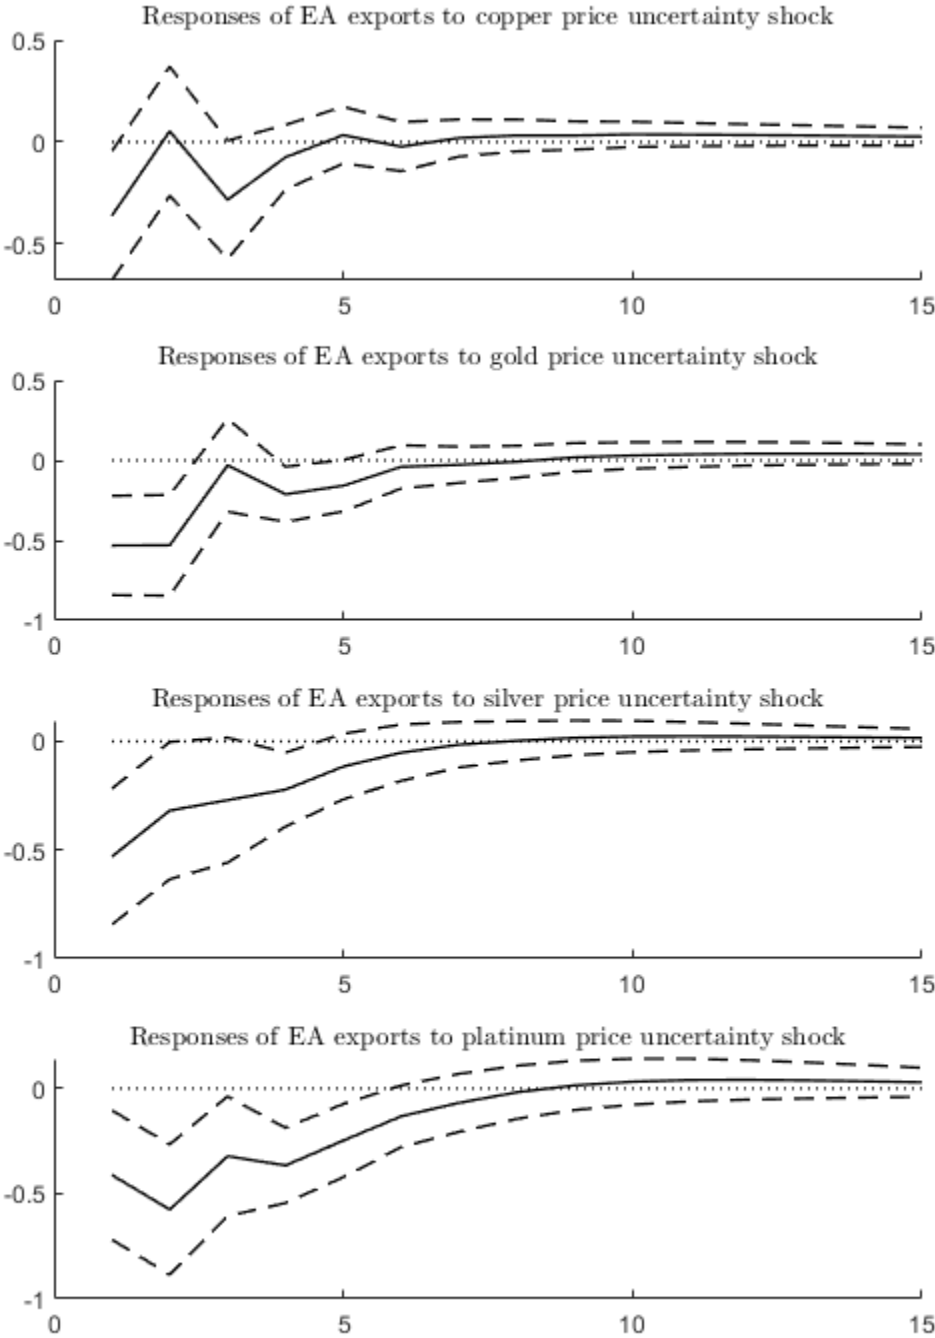 Responses of EA exports to copper price uncertainty shock
0.5
0
-0.5
0 5 10 15
Responses of EA exports to gold price uncertainty shock
0.5
0
-0.5
-1
0 5 10 15
Responses of EA exports to silver price uncertainty shock
0
-0.5
-1
0 5 10 15
Responses of EA exports to platinum price uncertainty shock
0
-0.5
-1
0 5 10 15